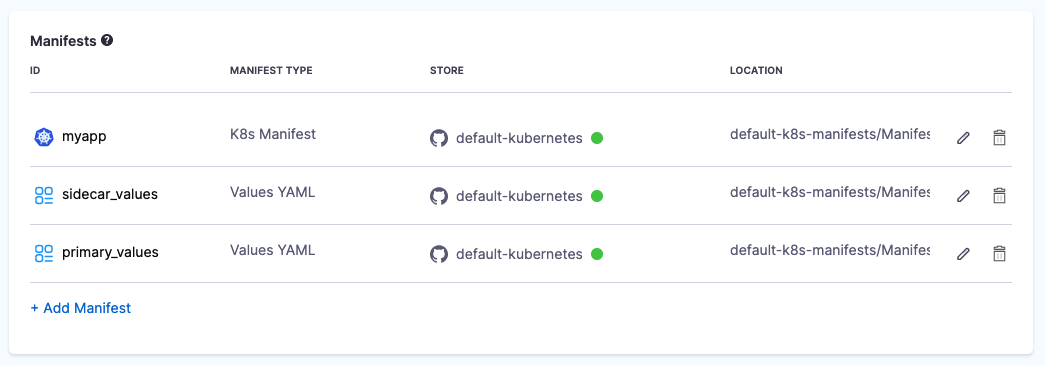 Manifests ?
ID MANIFEST TYPE STORE LOCATION
myapp K8s Manifest default-kubernetes default-k8s-manifests/Manifes
sidecar_values Values YAML default-kubernetes default-k8s-manifests/Manifes
primary_values Values YAML default-kubernetes default-k8s-manifests/Manifes
+ Add Manifest